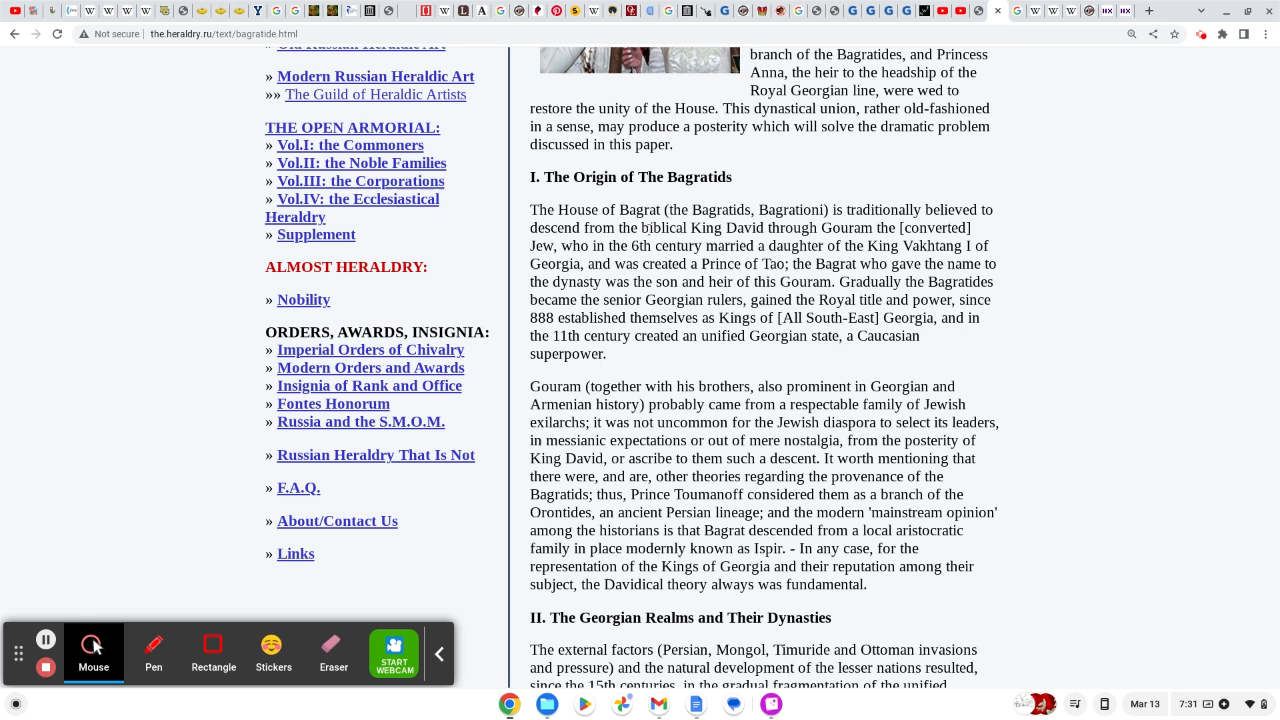 Not secure | the.heraldry.ru/text/bagratide.html
» Old Russian Heraldic Art
» Modern Russian Heraldic Art
»» The Guild of Heraldic Artists
THE OPEN ARMORIAL:
» Vol.I: the Commoners
» Vol.II: the Noble Families
» Vol.III: the Corporations
» Vol.IV: the Ecclesiastical
Heraldry
» Supplement
ALMOST HERALDRY:
» Nobility
ORDERS, AWARDS, INSIGNIA:
» Imperial Orders of Chivalry
» Modern Orders and Awards
» Insignia of Rank and Office
» Fontes Honorum
» Russia and the S.M.O.M.
» Russian Heraldry That Is Not
» F.A.Q.
» About/Contact Us
» Links
branch of the Bagratides, and Princess
Anna, the heir to the headship of the
Royal Georgian line, were wed to
restore the unity of the House. This dynastical union, rather old-fashioned
in a sense, may produce a posterity which will solve the dramatic problem
discussed in this paper.
I. The Origin of The Bagratids
The House of Bagrat (the Bagratids, Bagrationi) is traditionally believed to
descend from the biblical King David through Gouram the [converted]
Jew, who in the 6th century married a daughter of the King Vakhtang I of
Georgia, and was created a Prince of Tao; the Bagrat who gave the name to
the dynasty was the son and heir of this Gouram. Gradually the Bagratides
became the senior Georgian rulers, gained the Royal title and power, since
888 established themselves as Kings of [All South-East] Georgia, and in
the 11th century created an unified Georgian state, a Caucasian
superpower.
Gouram (together with his brothers, also prominent in Georgian and
Armenian history) probably came from a respectable family of Jewish
exilarchs; it was not uncommon for the Jewish diaspora to select its leaders,
in messianic expectations or out of mere nostalgia, from the posterity of
King David, or ascribe to them such a descent. It worth mentioning that
there were, and are, other theories regarding the provenance of the
Bagratids; thus, Prince Toumanoff considered them as a branch of the
Orontides, an ancient Persian lineage; and the modern 'mainstream opinion'
among the historians is that Bagrat descended from a local aristocratic
family in place modernly known as Ispir. - In any case, for the
representation of the Kings of Georgia and their reputation among their
subject, the Davidical theory always was fundamental.
II. The Georgian Realms and Their Dynasties
The external factors (Persian, Mongol, Timuride and Ottoman invasions
and pressure) and the natural development of the lesser nations resulted,
since the 15th centuries, in the gradual fragmentation of the unified
Mouse
Pen
Rectangle
Stickers
Eraser
START
WEBCAM
Mar 13
7:31